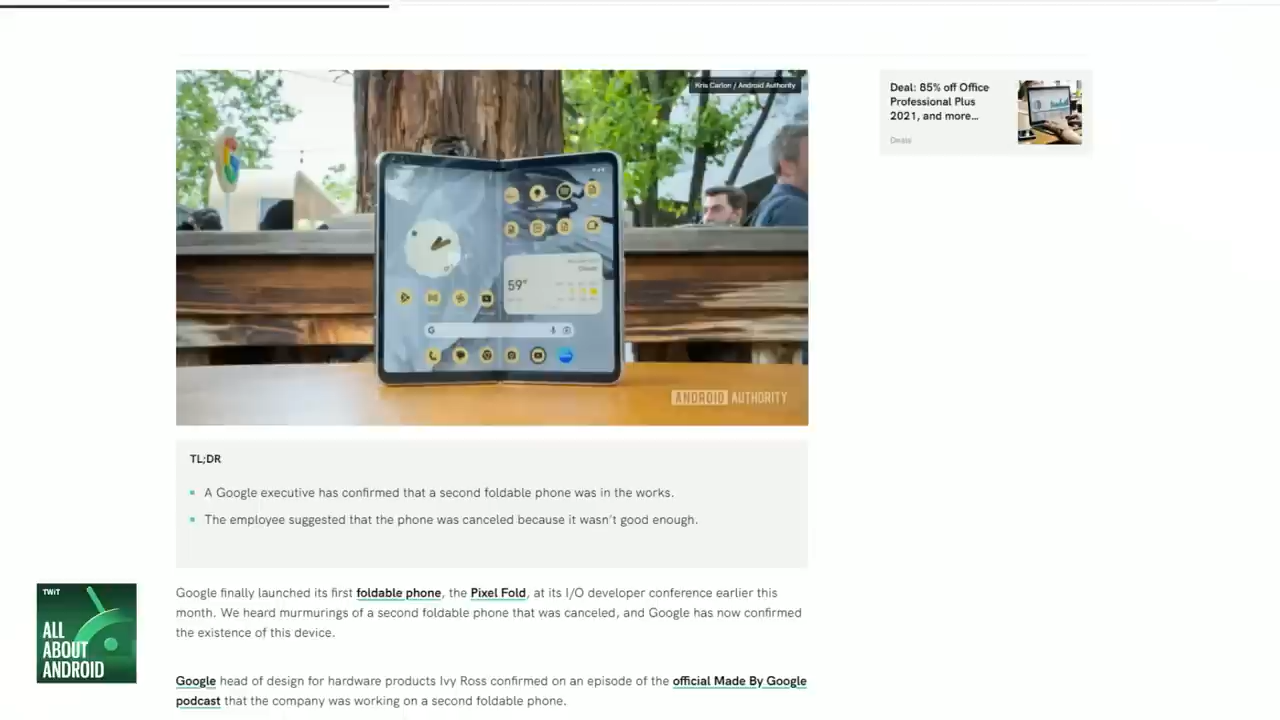 Kris Carlon / Android Authority
Deal: 85% off Office
Professional Plus
2021, and more...
Deals
59°
G
ANDROID AUTHORITY
TL;DR
A Google executive has confirmed that a second foldable phone was in the works.
The employee suggested that the phone was canceled because it wasn't good enough.
Google finally launched its first foldable phone, the Pixel Fold, at its I/O developer conference earlier this
month. We heard murmurings of a second foldable phone that was canceled, and Google has now confirmed
the existence of this device.
Google head of design for hardware products Ivy Ross confirmed on an episode of the official Made By Google
podcast that the company was working on a second foldable phone.
TWiT
ALL
ABOUT
ANDROID